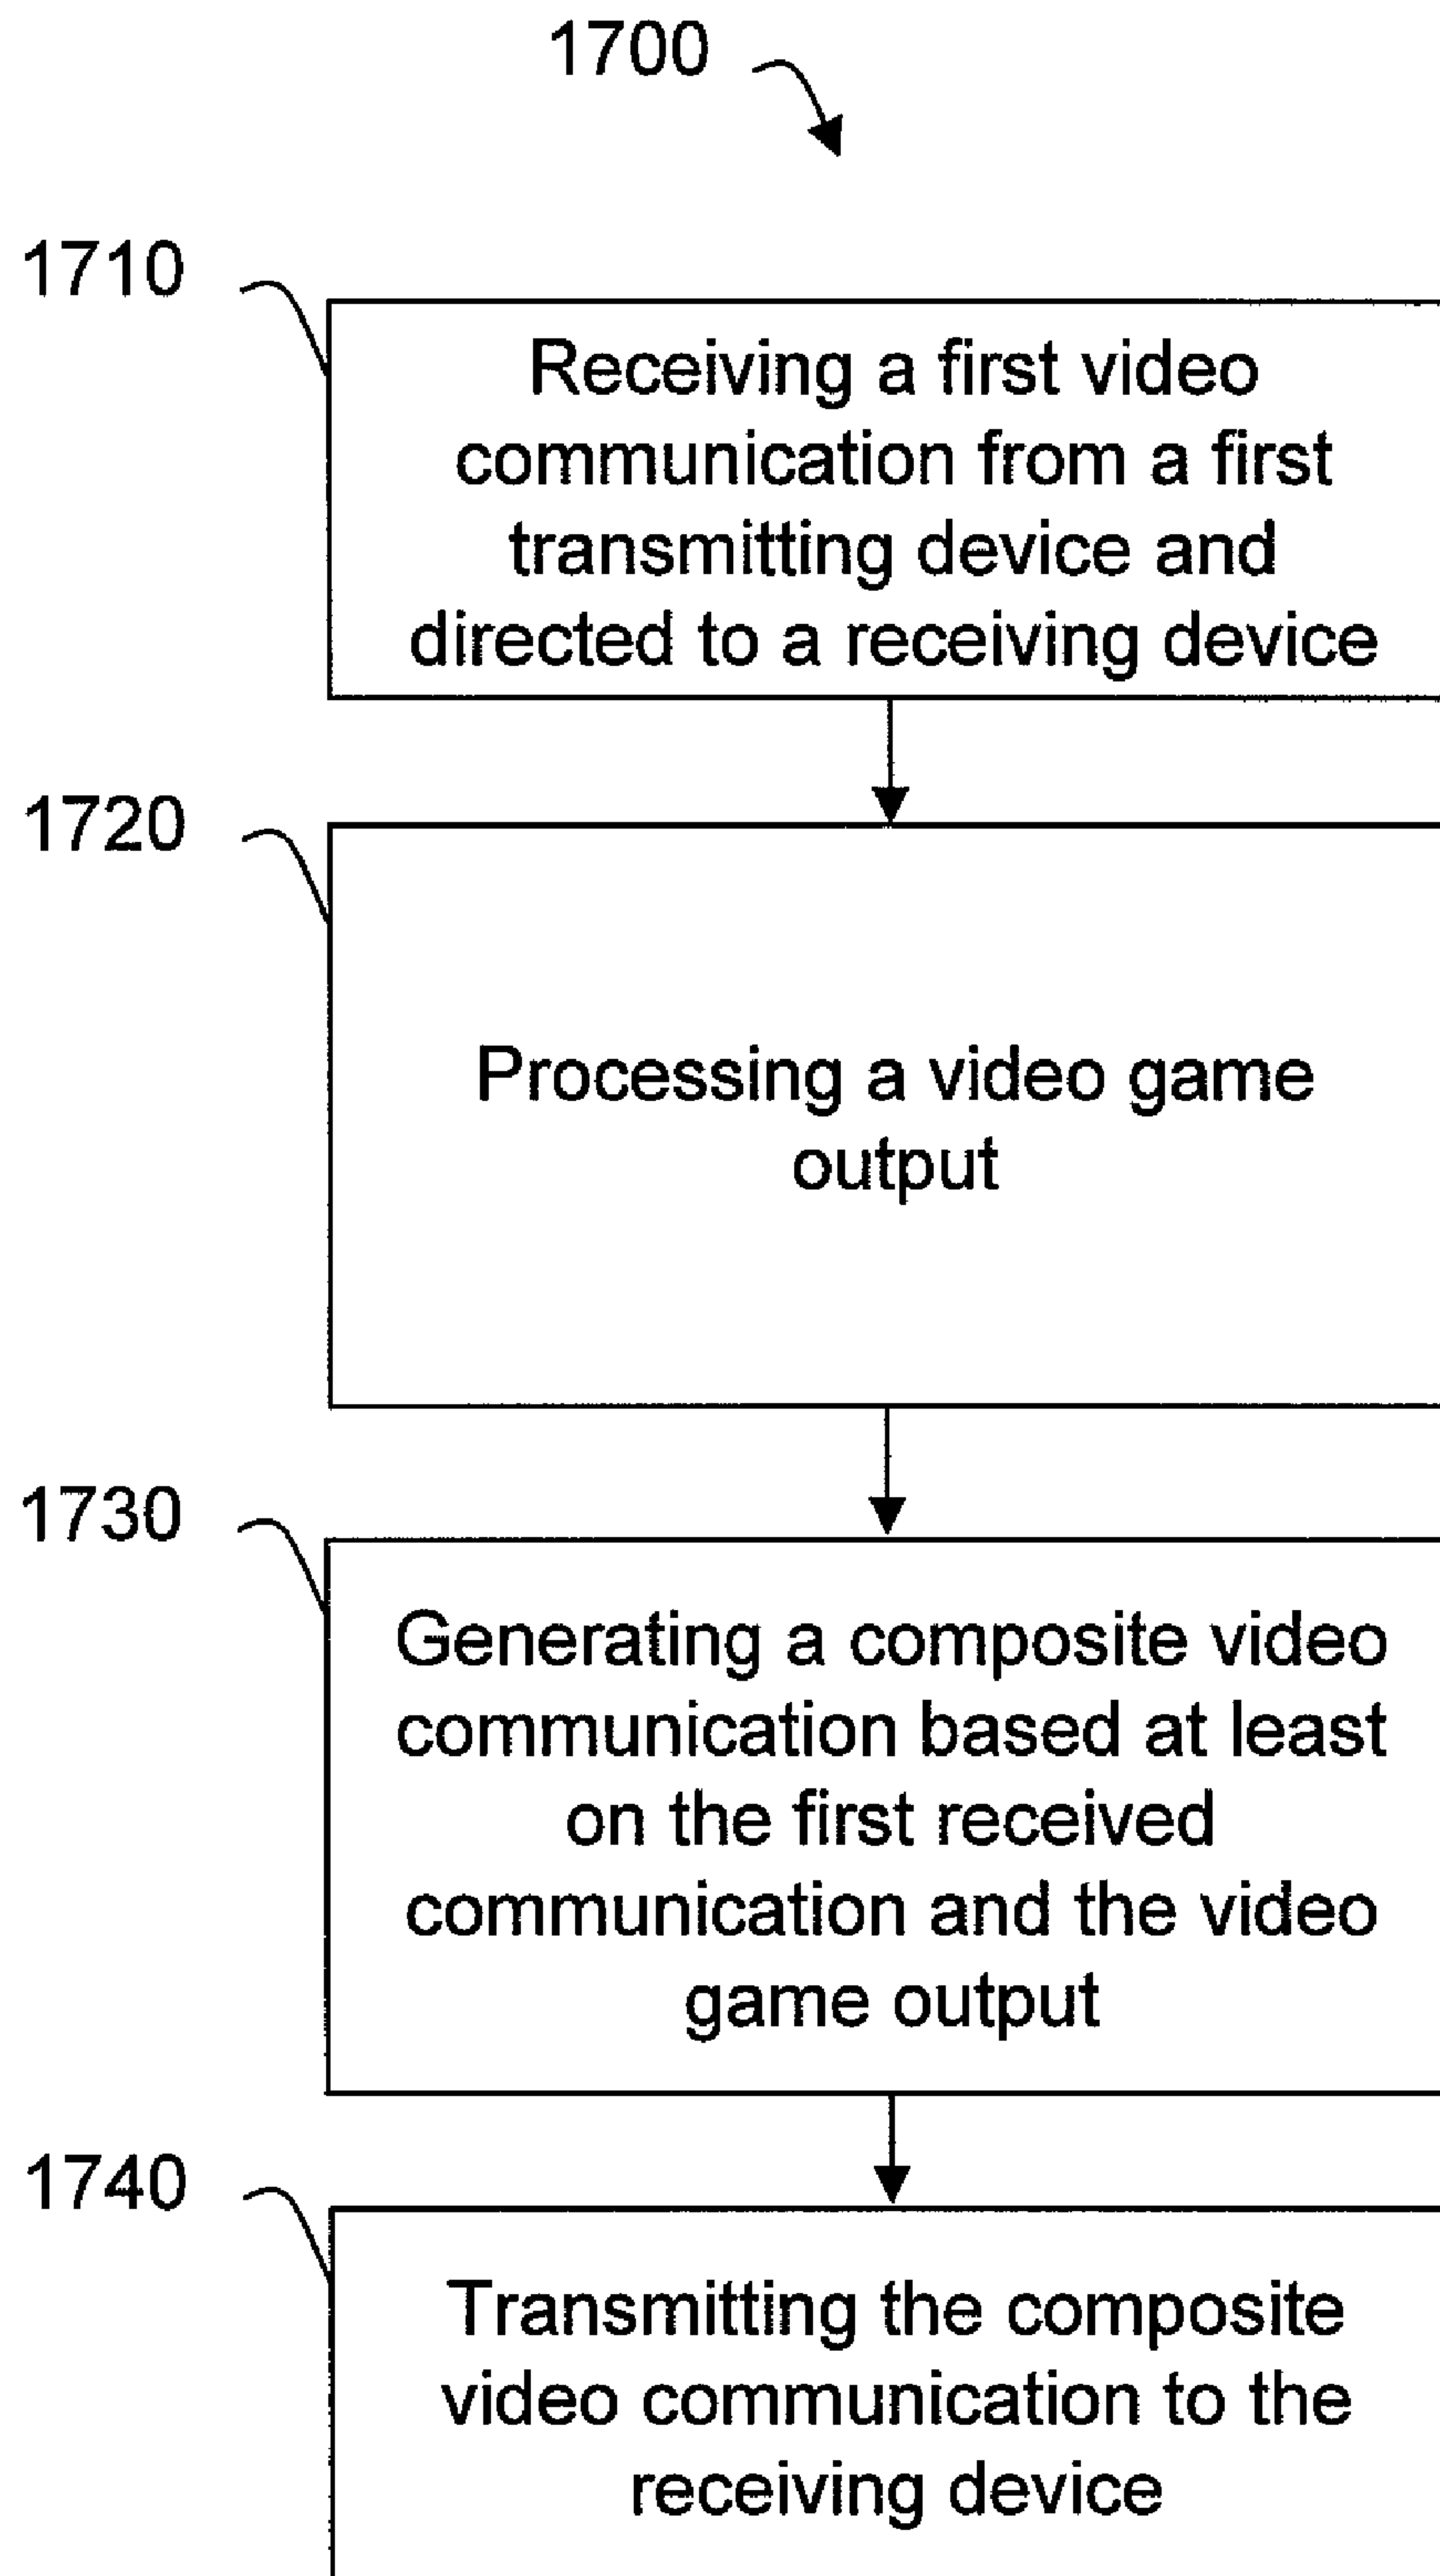 1700
1710
Receiving a first video
communication from a first
transmitting device and
directed to a receiving device
1720
Processing a video game
output
1730
Generating a composite video
communication based at least
on the first received
communication and the video
game output
1740
Transmitting the composite
video communication to the
receiving device